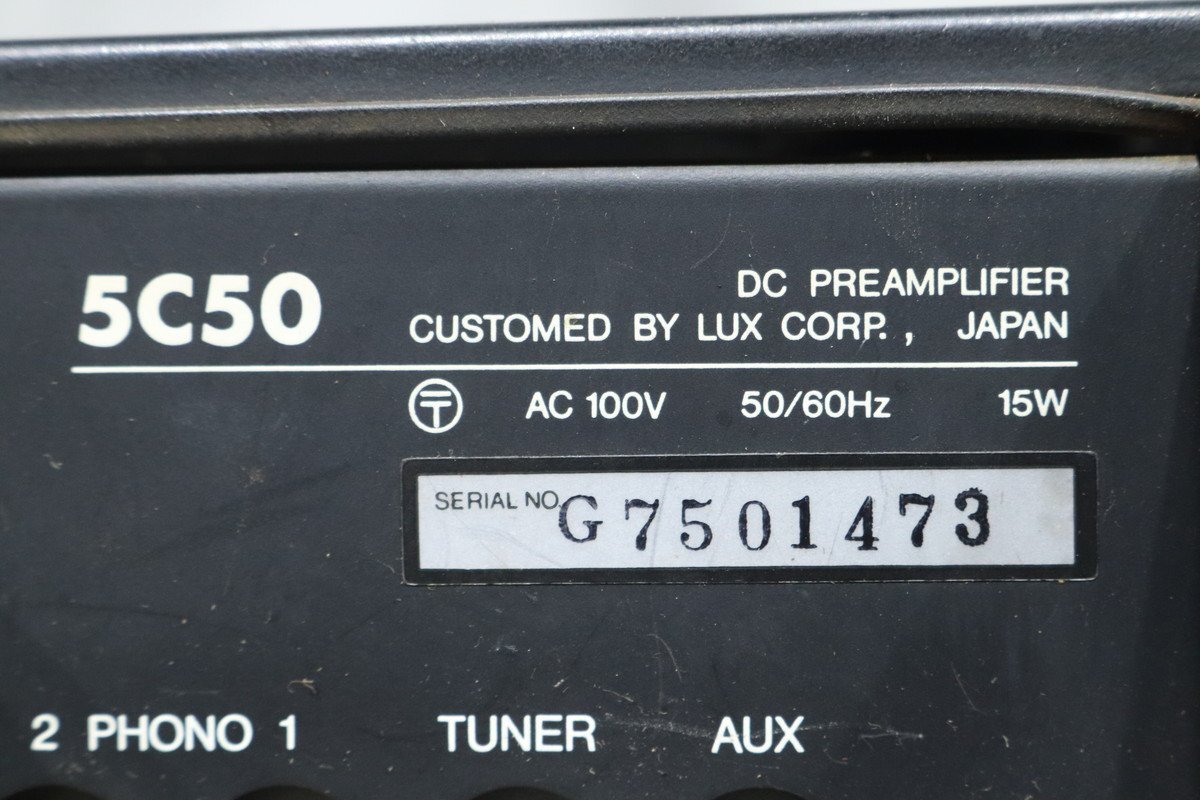 5C50
DC PREAMPLIFIER
CUSTOMED BY LUX CORP., JAPAN
T AC 100V 50/60Hz 15W
SERIAL NO. G7501473
2 PHONO 1 TUNER AUX